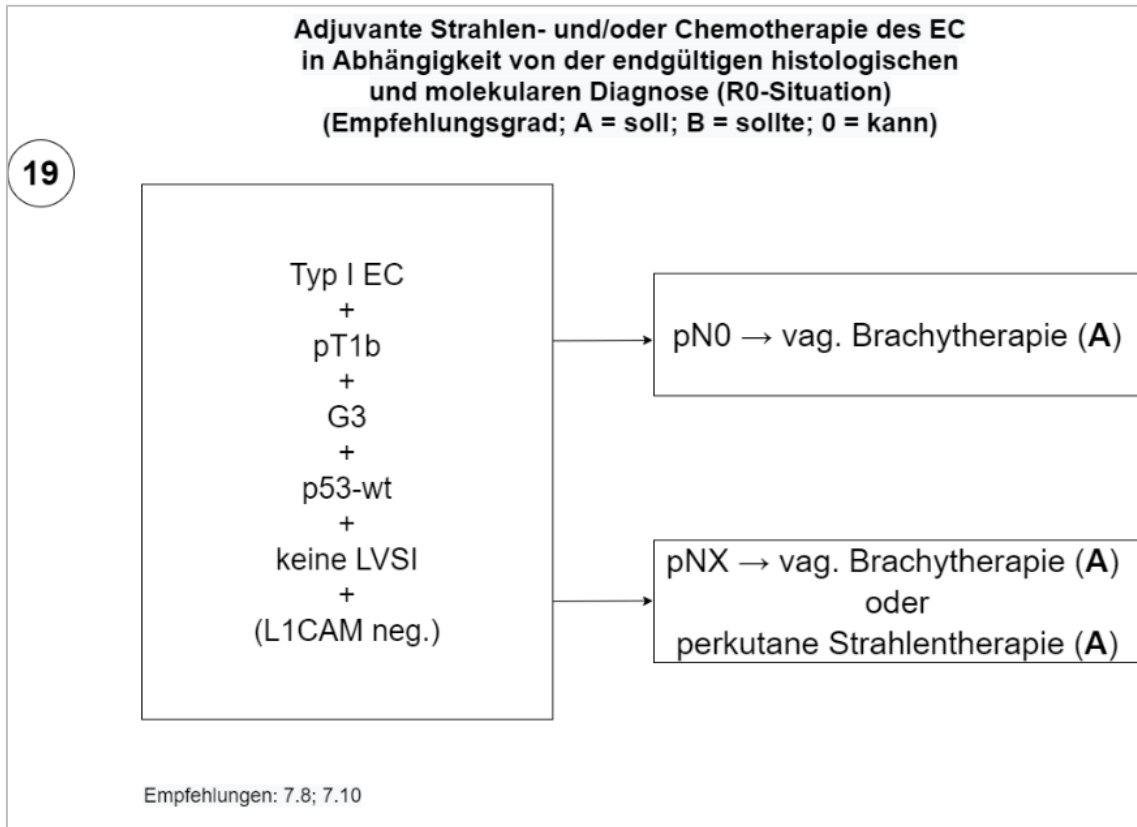 Adjuvante Strahlen- und/oder Chemotherapie des EC
in Abhängigkeit von der endgültigen histologischen
und molekularen Diagnose (R0-Situation)
(Empfehlungsgrad; A = soll; B = sollte; 0 = kann)
19
Typ I EC
+
pT1b
+
G3
+
p53-wt
+
keine LVSI
+
(L1CAM neg.)
pN0 → vag. Brachytherapie (A)
pNX → vag. Brachytherapie (A)
oder
perkutane Strahlentherapie (A)
Empfehlungen: 7.8; 7.10